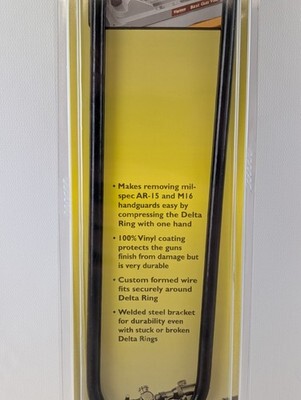 • Makes removing mil-
spec AR-15 and M16
handguards easy by
compressing the Delta
Ring with one hand
• 100% Vinyl coating
protects the guns
finish from damage but
is very durable
• Custom formed wire
fits securely around
Delta Ring
• Welded steel bracket
for durability even
with stuck or broken
Delta Rings